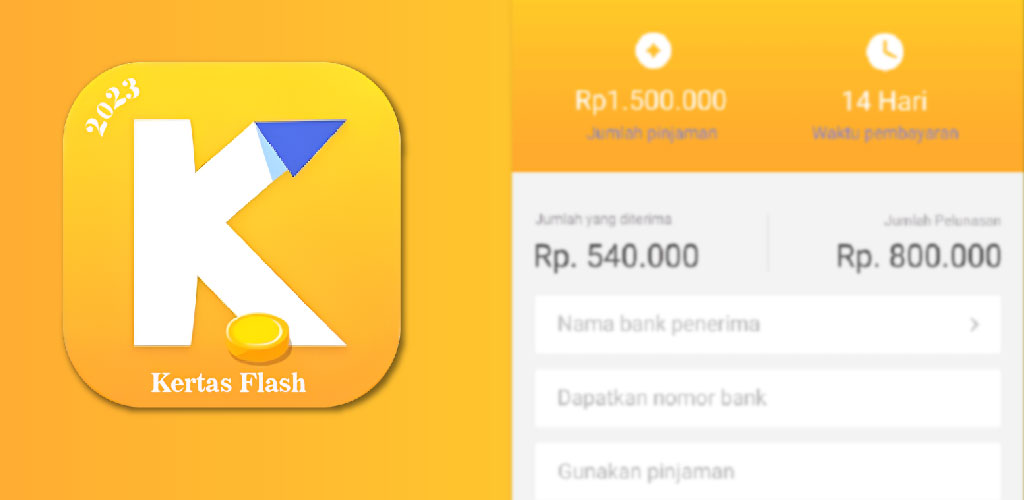 2023
Kertas Flash
Rp1.500.000
14 Hari
Jumlah pinjaman
Waktu pembayaran
Jumlah yang diterima
Jumlah Pelunasan
Rp. 540.000
Rp. 800.000
Nama bank penerima
Dapatkan nomor bank
Gunakan pinjaman